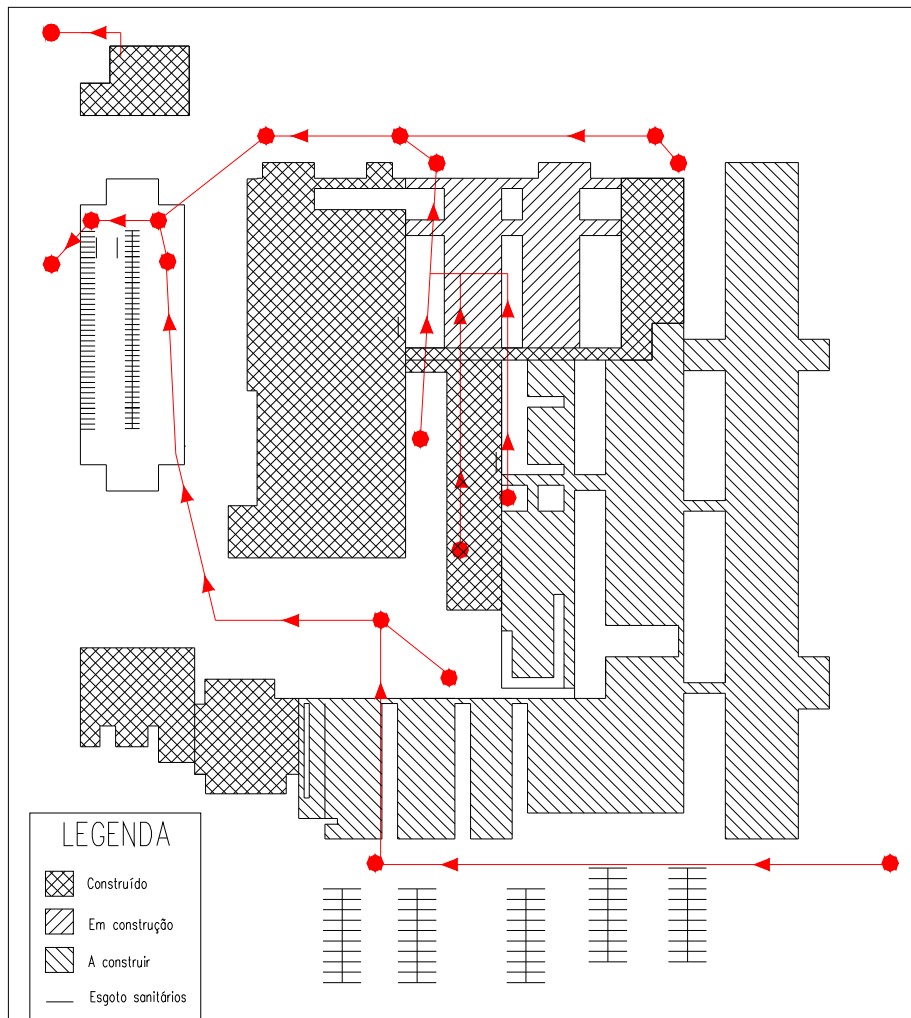 LEGENDA
Construído
Em construção
A construir
Esgoto sanitários